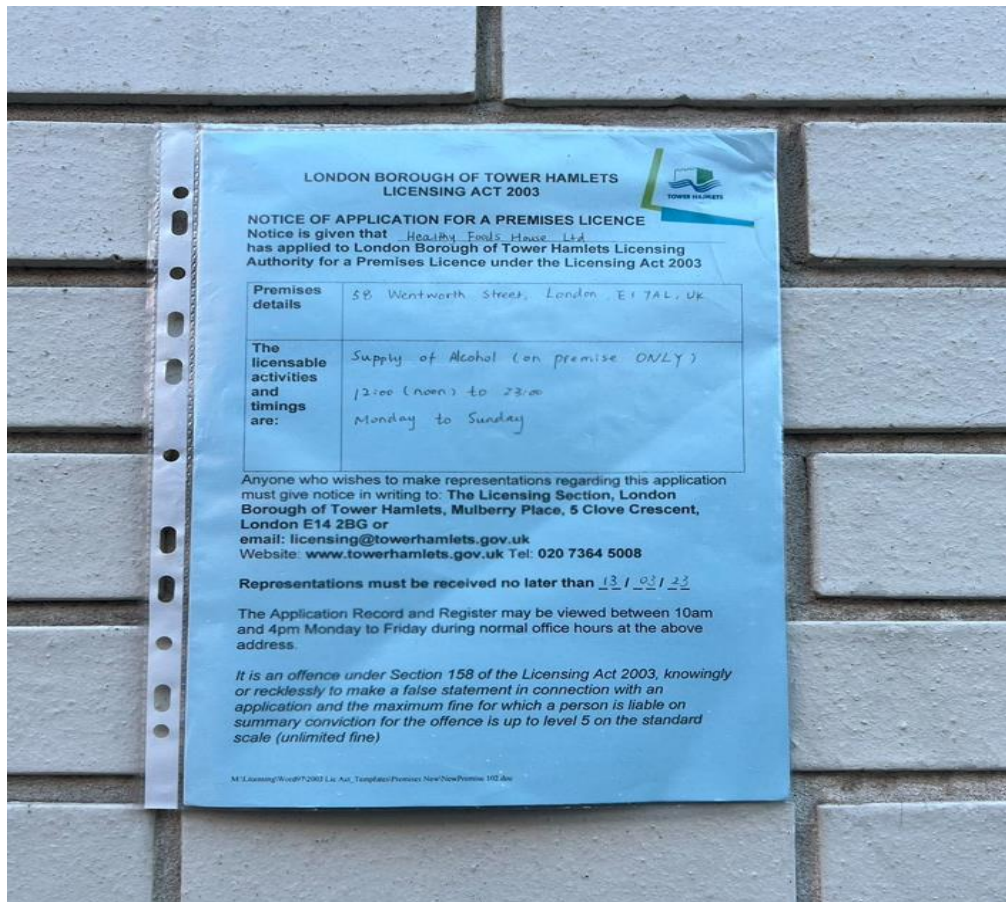 LONDON BOROUGH OF TOWER HAMLETS
LICENSING ACT 2003
TOWER HAMLETS
NOTICE OF APPLICATION FOR A PREMISES LICENCE
Notice is given that Healthy Foods House Ltd
has applied to London Borough of Tower Hamlets Licensing
Authority for a Premises Licence under the Licensing Act 2003
Premises details
58 Wentworth Street, London, E1 7AL, UK
The licensable activities and timings are:
Supply of Alcohol (on premise ONLY)
12:00 (noon) to 23:00
Monday to Sunday
Anyone who wishes to make representations regarding this application
must give notice in writing to: The Licensing Section, London
Borough of Tower Hamlets, Mulberry Place, 5 Clove Crescent,
London E14 2BG or
email: licensing@towerhamlets.gov.uk
Website: www.towerhamlets.gov.uk Tel: 020 7364 5008
Representations must be received no later than 13 / 03 / 23
The Application Record and Register may be viewed between 10am
and 4pm Monday to Friday during normal office hours at the above
address.
It is an offence under Section 158 of the Licensing Act 2003, knowingly
or recklessly to make a false statement in connection with an
application and the maximum fine for which a person is liable on
summary conviction for the offence is up to level 5 on the standard
scale (unlimited fine)
M:\Licensing\Word97\2003 Lic Act_Templates\Premises New\NewPremise 102.doc